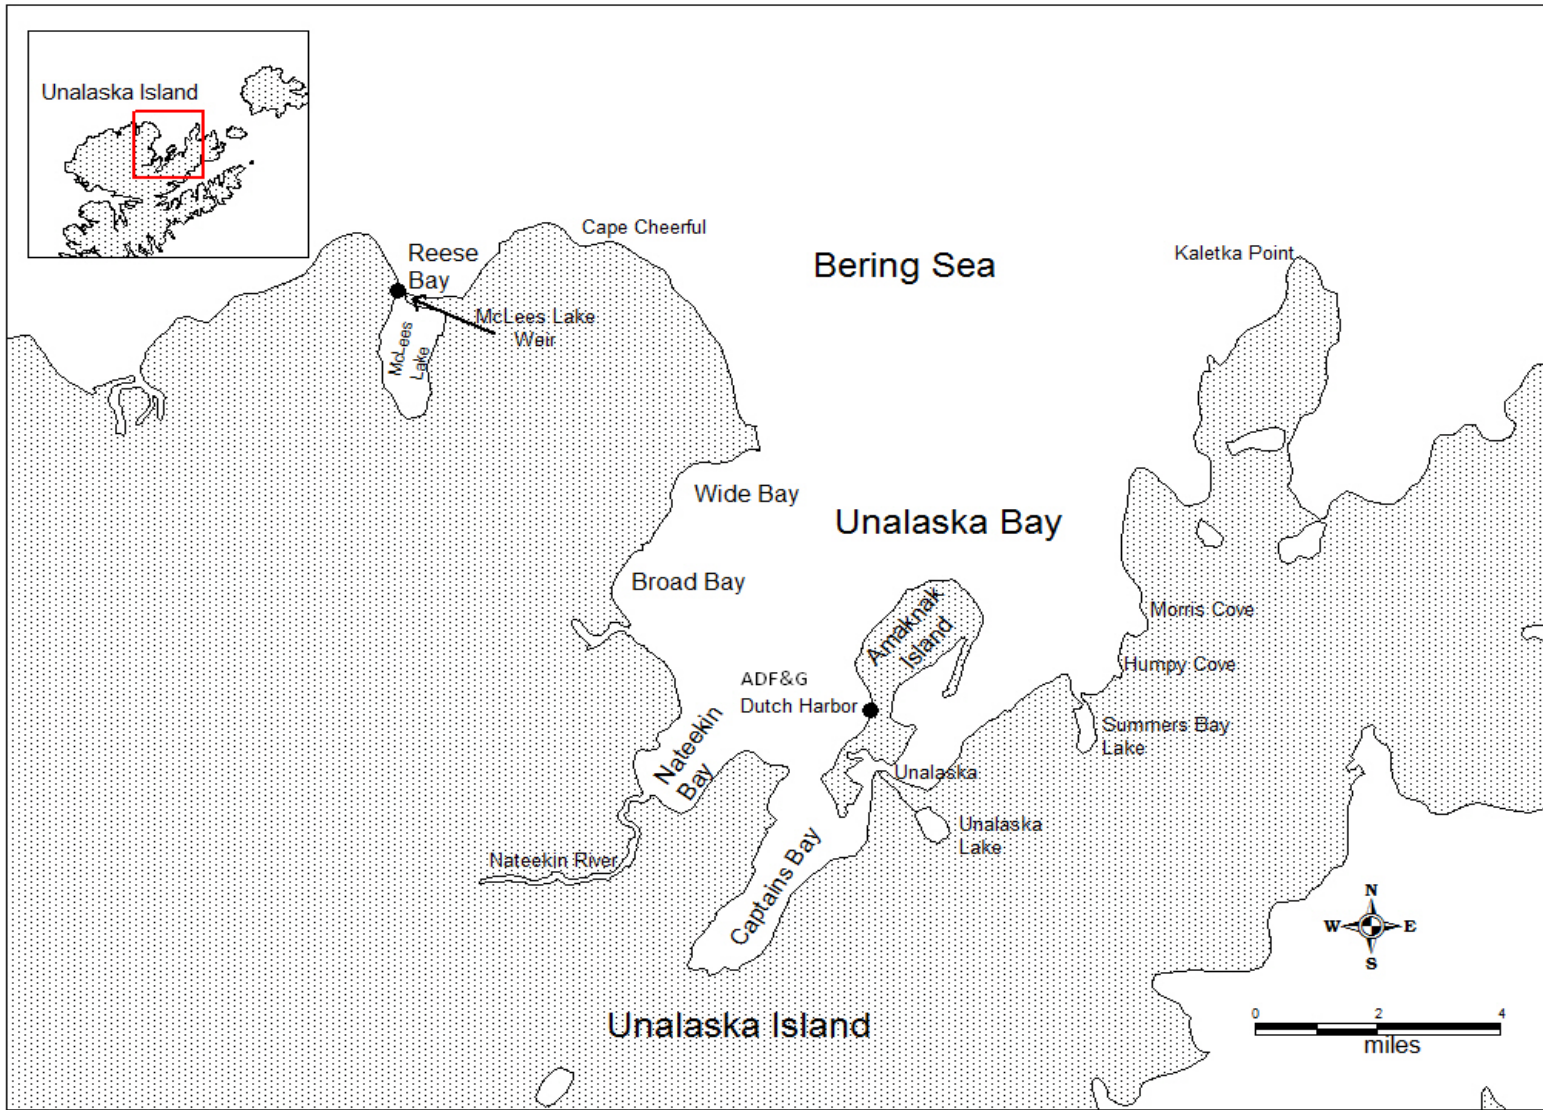 Unalaska Island
Cape Cheerful
Reese
Bay
Bering Sea
Kaletka Point
McLees Lake
Weir
McLees
Lake
Wide Bay
Unalaska Bay
Broad Bay
Amaknak
Island
Morris Cove
Humpy Cove
ADF&G
Dutch Harbor
Summers Bay
Lake
Nateekin
Bay
Unalaska
Unalaska
Lake
Nateekin River
Captains Bay
N
W
E
S
Unalaska Island
0
2
4
miles